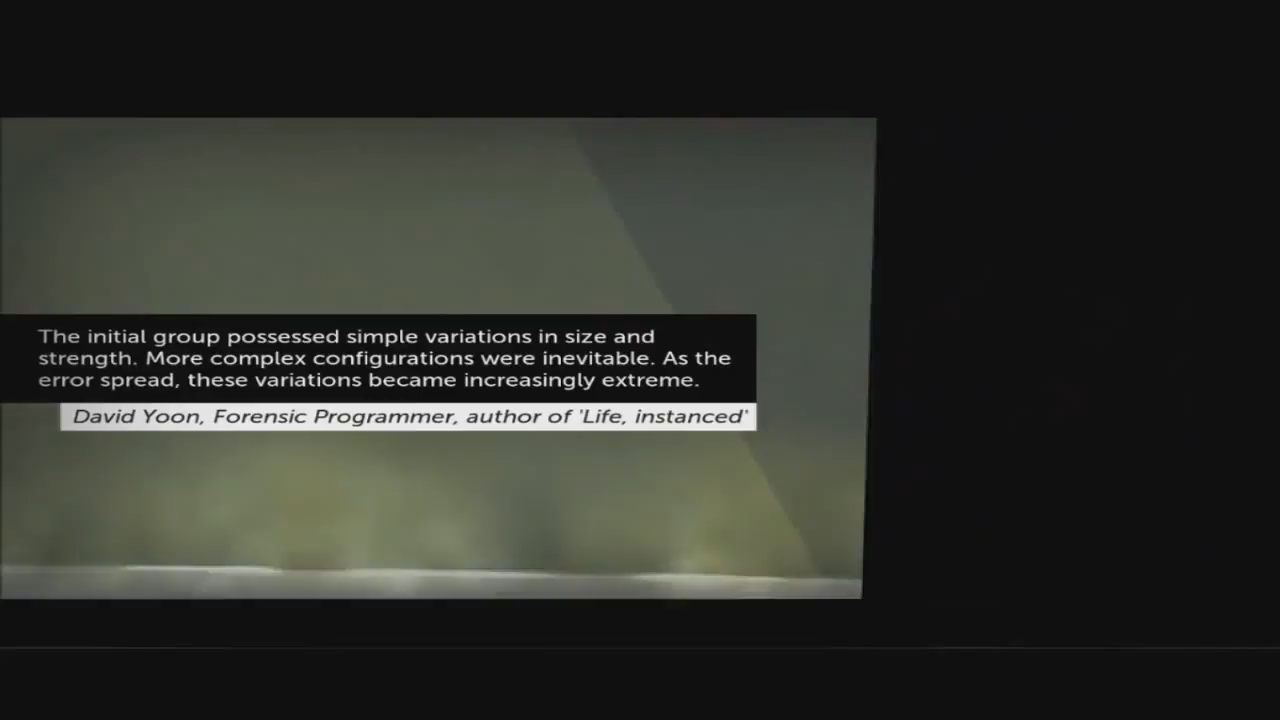 The initial group possessed simple variations in size and
strength. More complex configurations were inevitable. As the
error spread, these variations became increasingly extreme.
David Yoon, Forensic Programmer, author of 'Life, instanced'